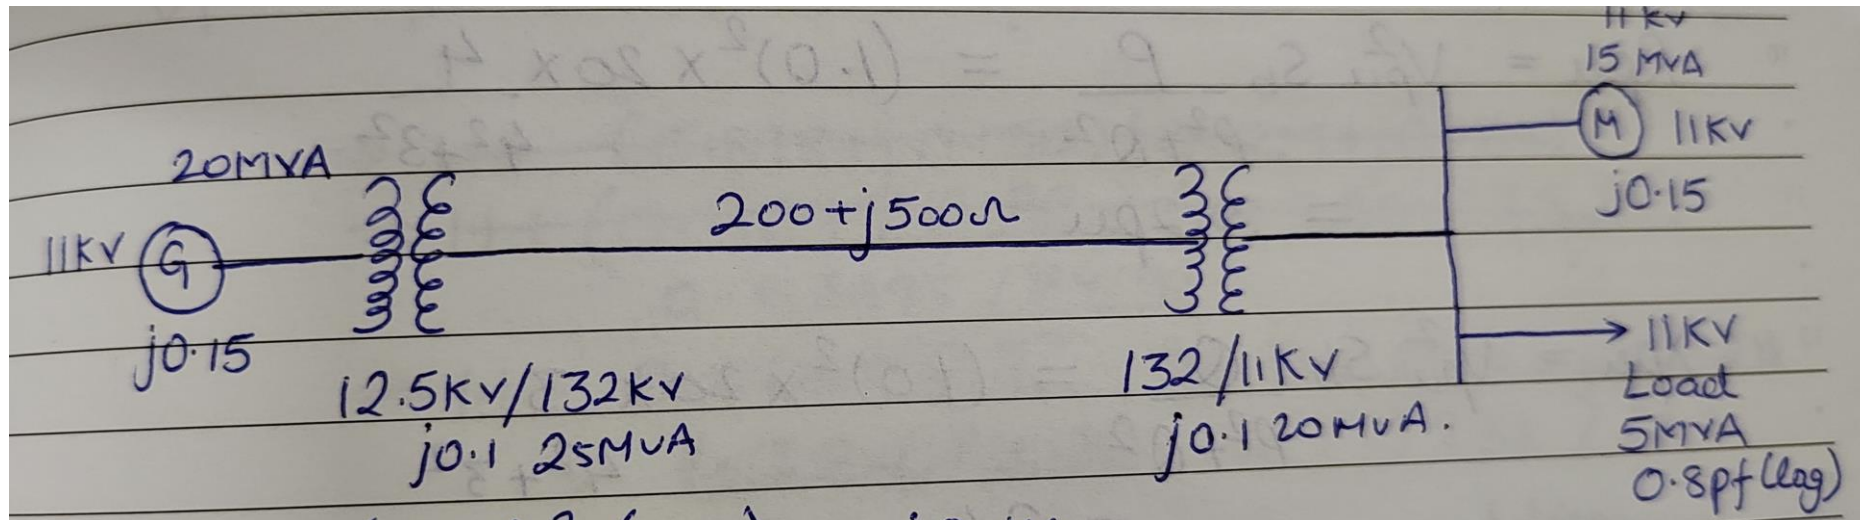 11 KV
15 MVA
M 11KV
j0.15
20MVA
11KV G
j0.15
200+j500Ω
12.5KV/132KV
j0.1 25MVA
132/11KV
j0.1 20MVA.
11KV
Load
5MVA
0.8pf (lag)